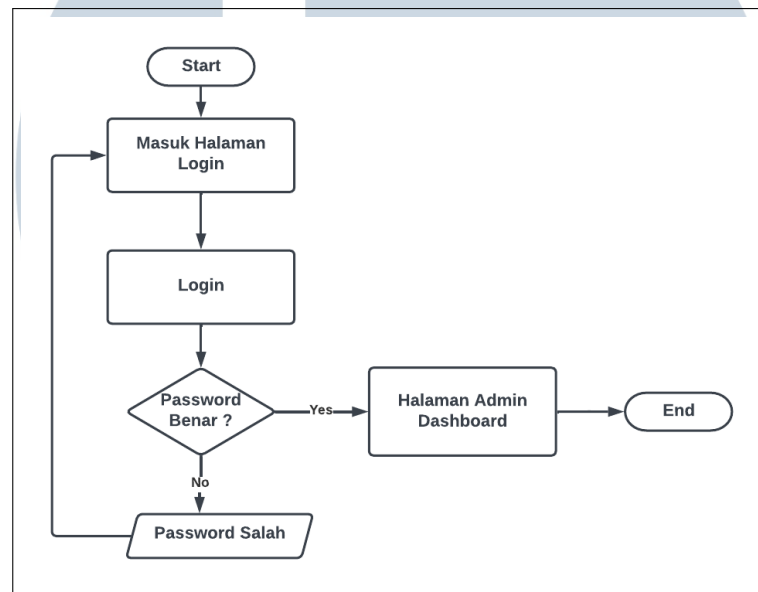 Start
Masuk Halaman
Login
Login
Password
Benar ?
Yes
Halaman Admin
Dashboard
End
No
Password Salah